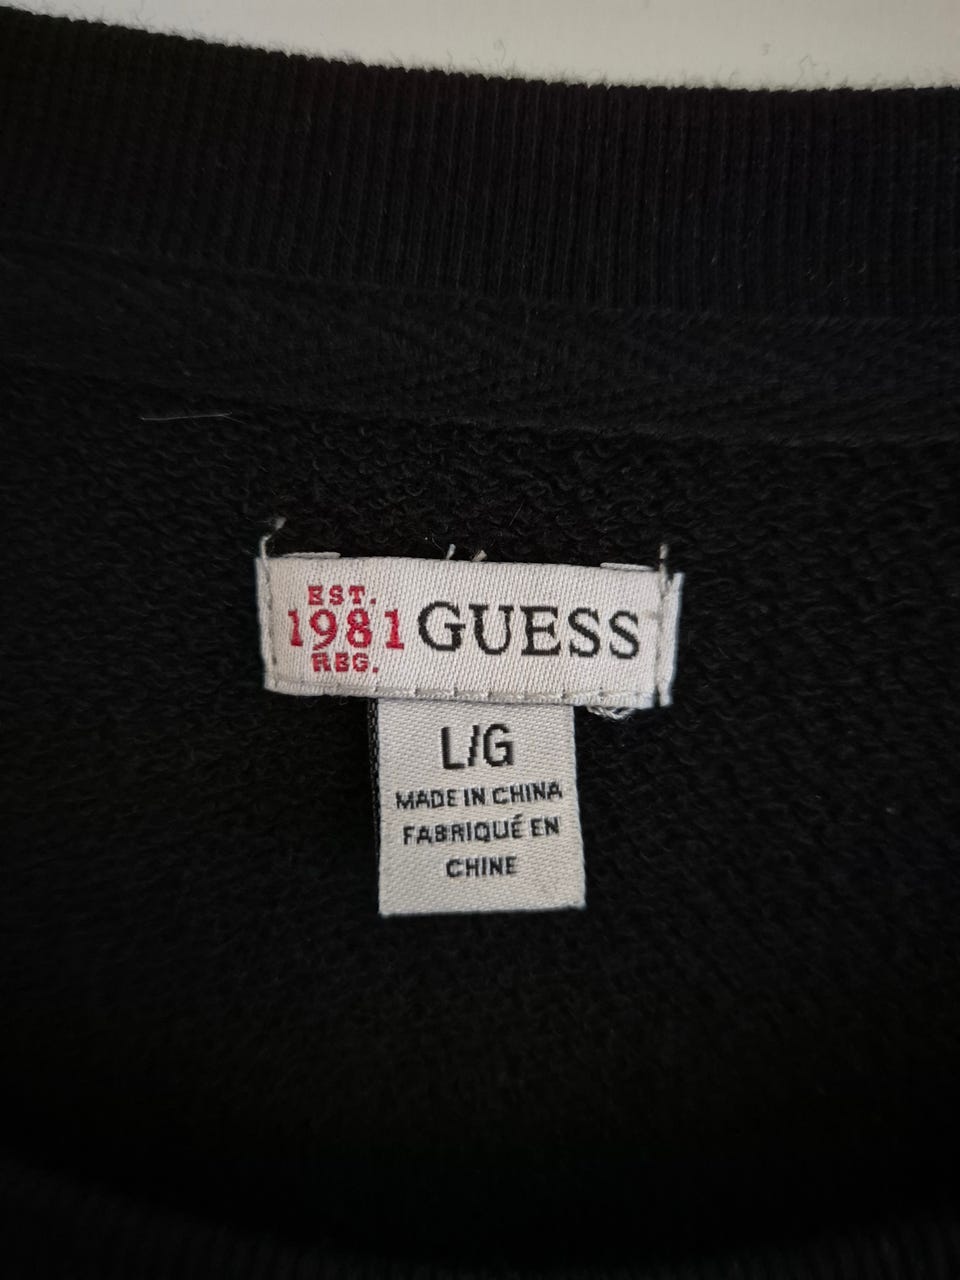 EST.
1981 GUESS
REG.
L/G
MADE IN CHINA
FABRIQUÉ EN
CHINE